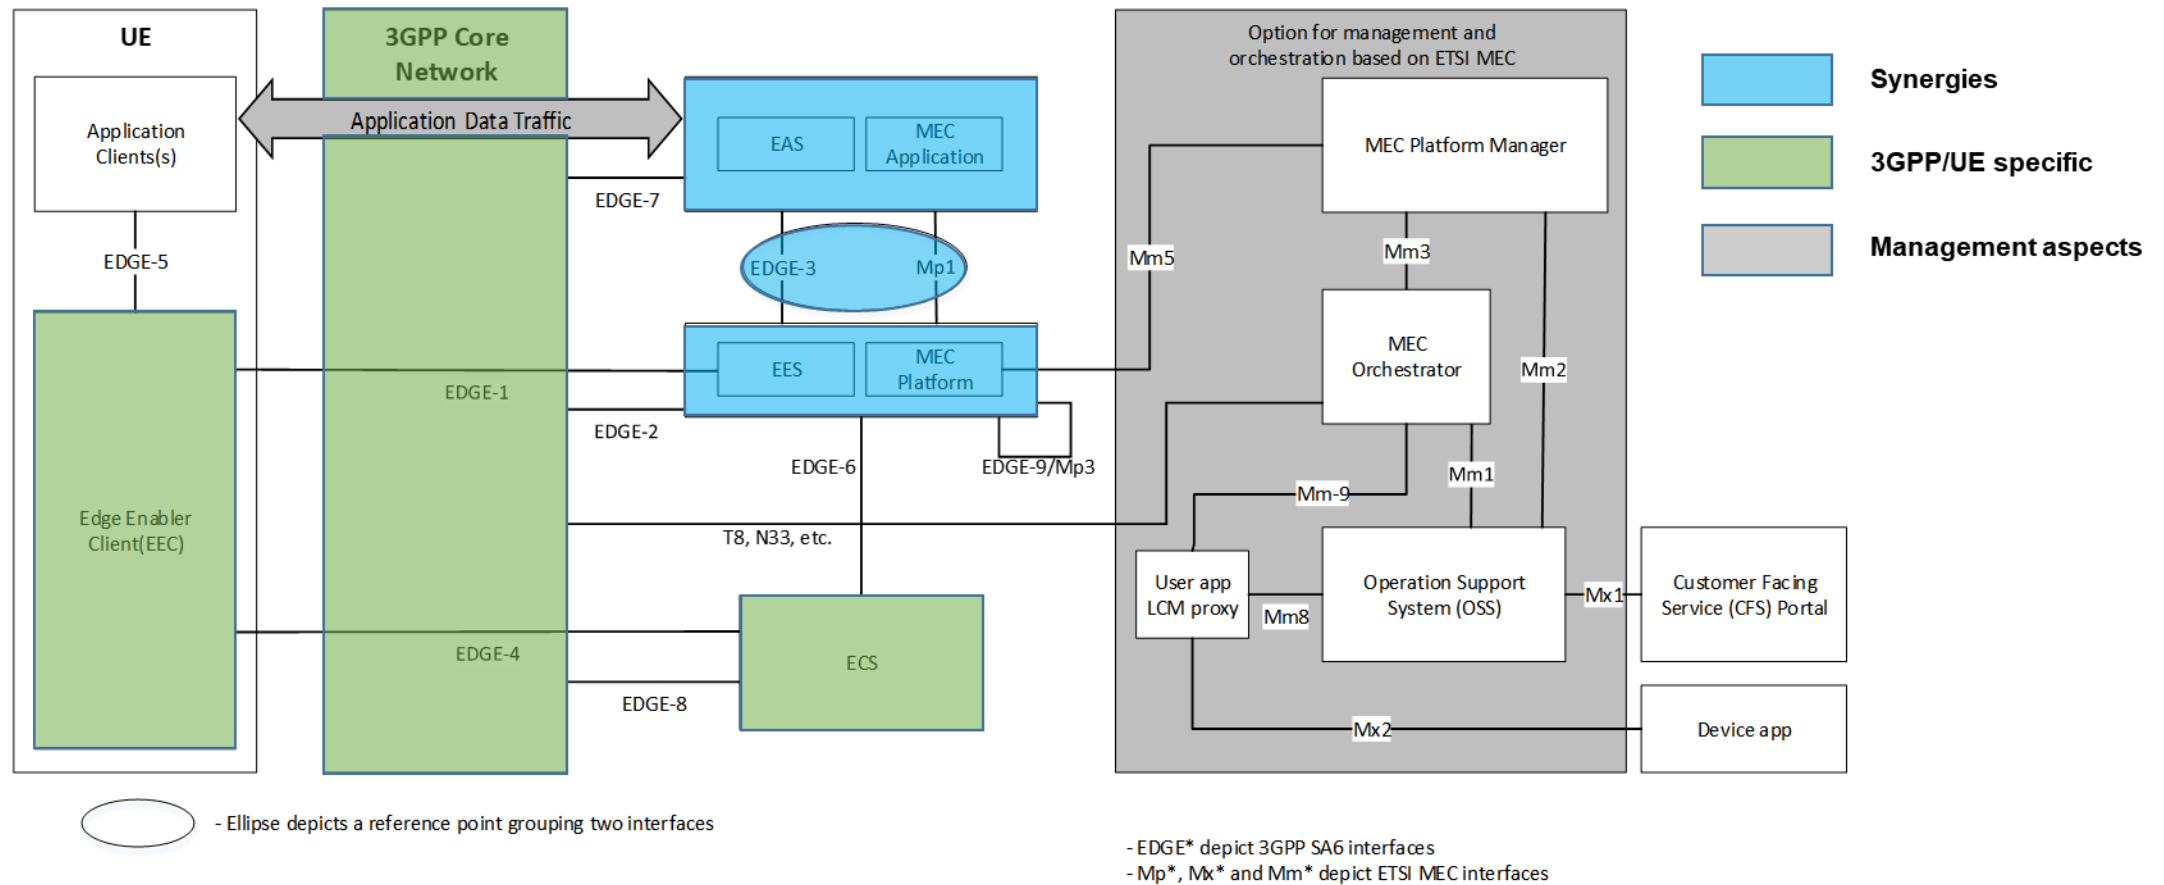 UE
3GPP Core
Network
Option for management and
orchestration based on ETSI MEC
Application
Clients(s)
Application Data Traffic
EAS
MEC
Application
MEC Platform Manager
Synergies
3GPP/UE specific
Management aspects
EDGE-7
EDGE-5
EDGE-3
Mp1
Mm5
Mm3
EES
MEC
Platform
MEC
Orchestrator
Mm2
EDGE-1
EDGE-2
EDGE-6
EDGE-9/Mp3
Mm-9
Mm1
Edge Enabler
Client(EEC)
T8, N33, etc.
User app
LCM proxy
Mm8
Operation Support
System (OSS)
Mx1
Customer Facing
Service (CFS) Portal
EDGE-4
ECS
EDGE-8
Mx2
Device app
- Ellipse depicts a reference point grouping two interfaces
- EDGE* depict 3GPP SA6 interfaces
- Mp*, Mx* and Mm* depict ETSI MEC interfaces